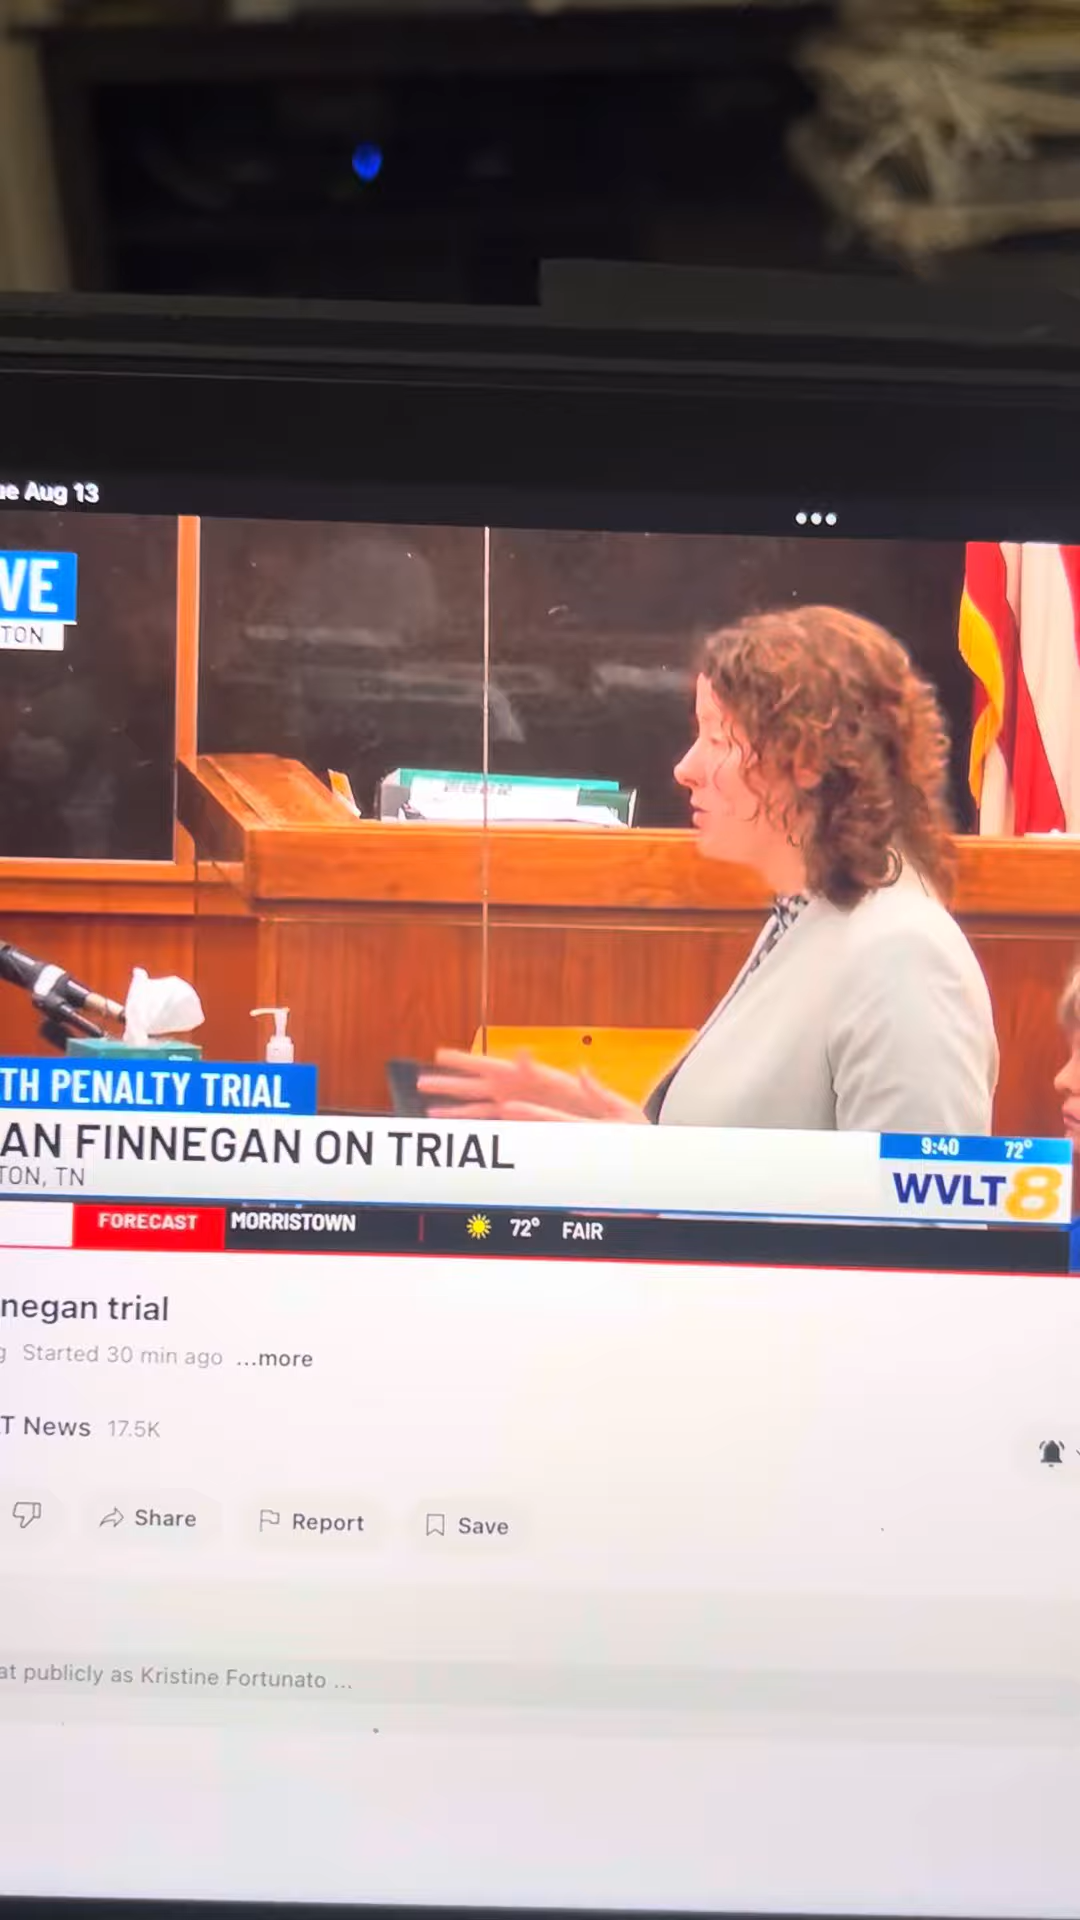 ue Aug 13
VE
TON
TH PENALTY TRIAL
AN FINNEGAN ON TRIAL
TON, TN
9:40 72°
WVLT 8
FORECAST MORRISTOWN 72° FAIR
negan trial
g Started 30 min ago ...more
T News 17.5K
Share Report Save
at publicly as Kristine Fortunato ...